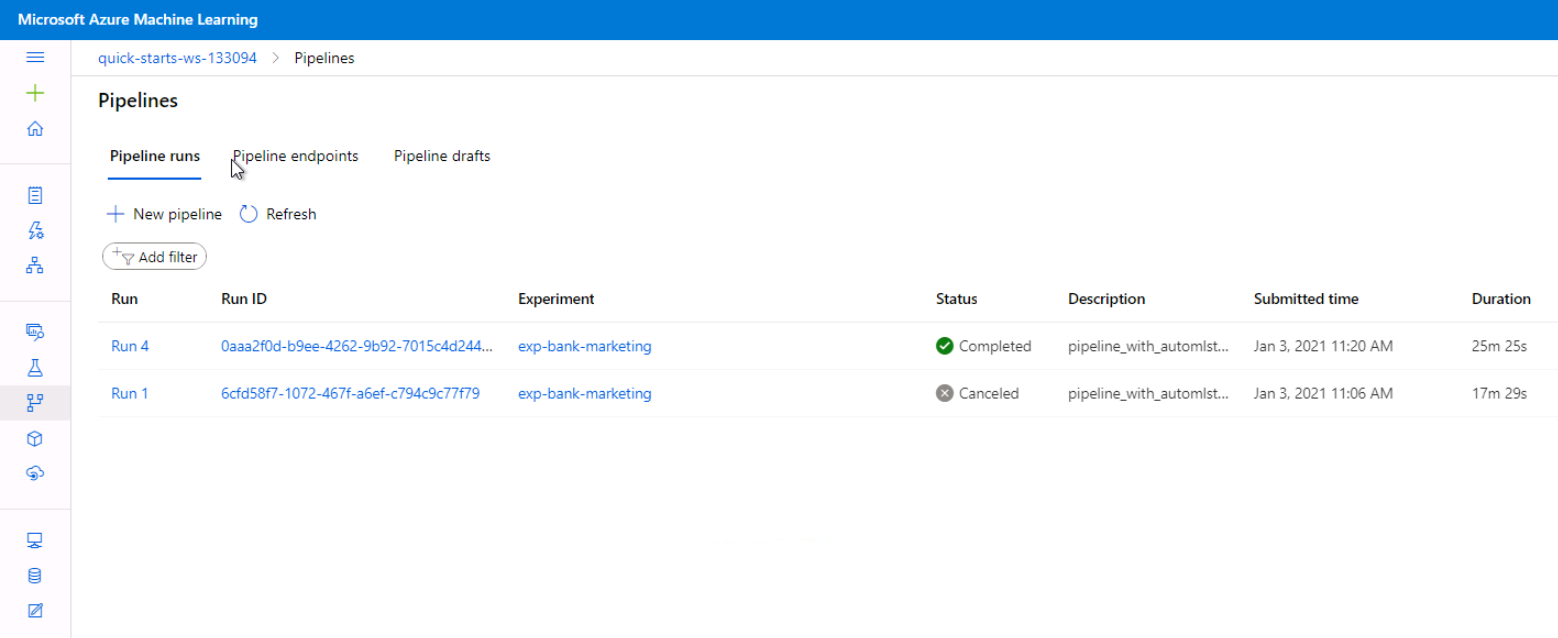 Microsoft Azure Machine Learning
quick-starts-ws-133094 > Pipelines
Pipelines
Pipeline runs Pipeline endpoints Pipeline drafts
New pipeline Refresh
Add filter
Run Run ID Experiment Status Description Submitted time Duration
Run 4 0aaa2f0d-b9ee-4262-9b92-7015c4d244... exp-bank-marketing Completed pipeline_with_automlst... Jan 3, 2021 11:20 AM 25m 25s
Run 1 6cfd58f7-1072-467f-a6ef-c794c9c77f79 exp-bank-marketing Canceled pipeline_with_automlst... Jan 3, 2021 11:06 AM 17m 29s